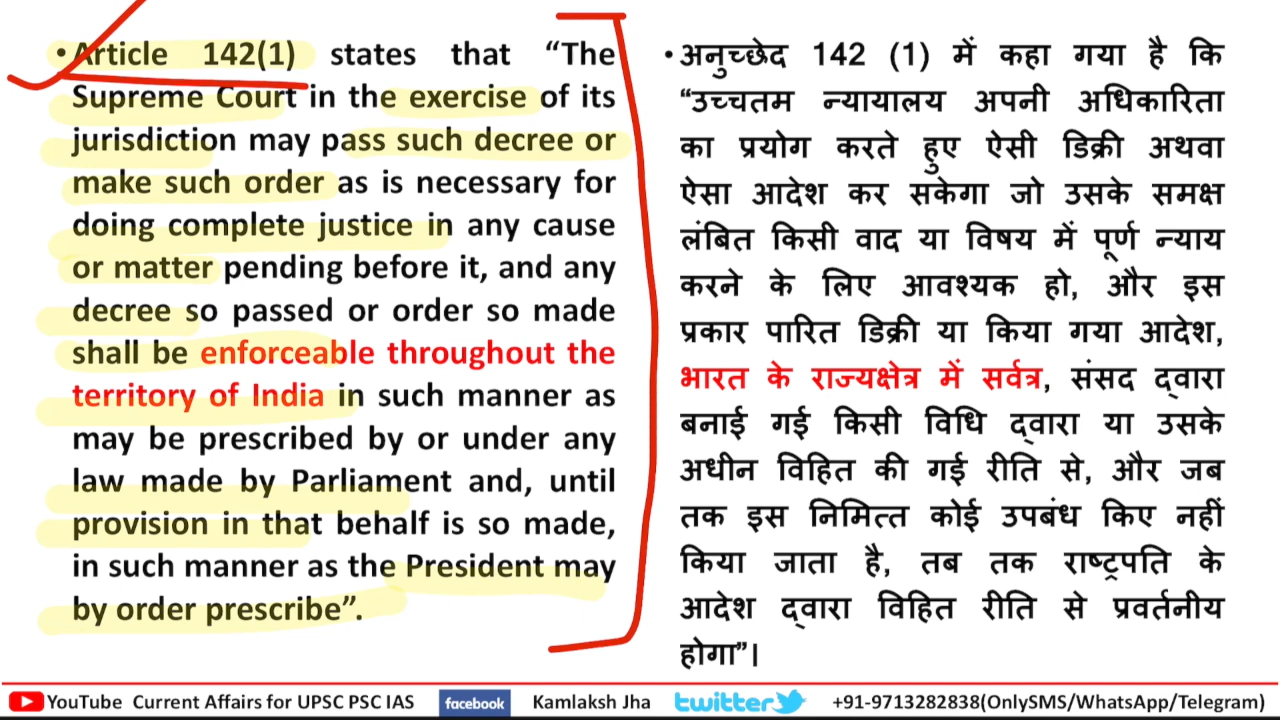 • Article 142(1) states that “The
Supreme Court in the exercise of its
jurisdiction may pass such decree or
make such order as is necessary for
doing complete justice in any cause
or matter pending before it, and any
decree so passed or order so made
shall be enforceable throughout the
territory of India in such manner as
may be prescribed by or under any
law made by Parliament and, until
provision in that behalf is so made,
in such manner as the President may
by order prescribe”.
• अनुच्छेद 142 (1) में कहा गया है कि
“उच्चतम न्यायालय अपनी अधिकारिता
का प्रयोग करते हुए ऐसी डिक्री अथवा
ऐसा आदेश कर सकेगा जो उसके समक्ष
लंबित किसी वाद या विषय में पूर्ण न्याय
करने के लिए आवश्यक हो, और इस
प्रकार पारित डिक्री या किया गया आदेश,
भारत के राज्यक्षेत्र में सर्वत्र, संसद द्वारा
बनाई गई किसी विधि द्वारा या उसके
अधीन विहित की गई रीति से, और जब
तक इस निमित्त कोई उपबंध किए नहीं
किया जाता है, तब तक राष्ट्रपति के
आदेश द्वारा विहित रीति से प्रवर्तनीय
होगा”।
YouTube Current Affairs for UPSC PSC IAS facebook Kamlaksh Jha twitter +91-9713282838(OnlySMS/WhatsApp/Telegram)